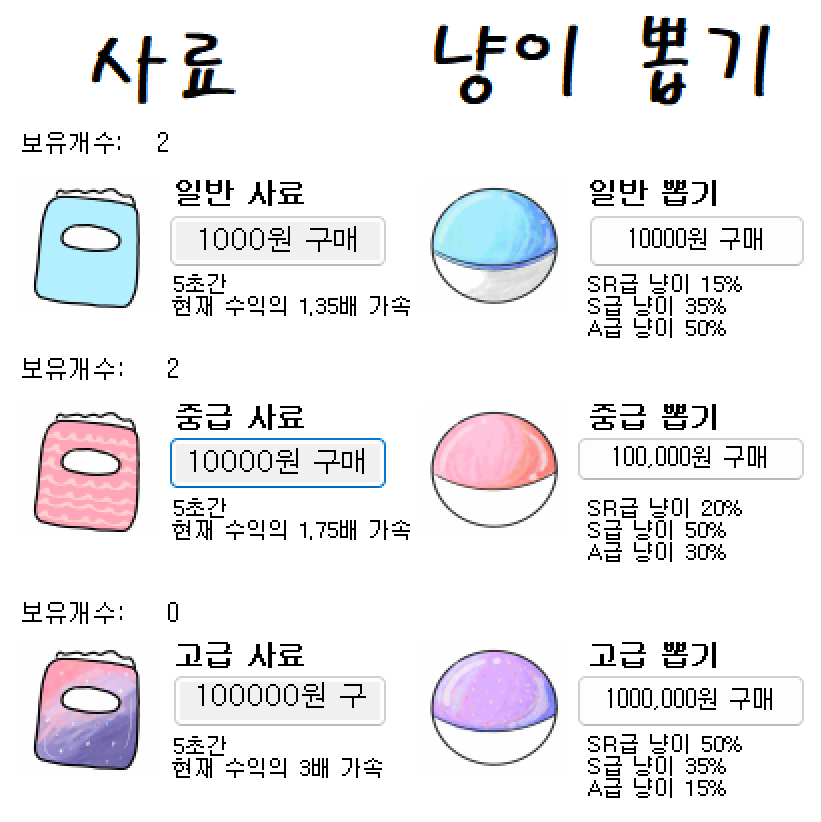 사료
냥이 뽑기
보유개수: 2
일반 사료
1000원 구매
5초간
현재 수익의 1.35배 가속
일반 뽑기
10000원 구매
SR급 냥이 15%
S급 냥이 35%
A급 냥이 50%
보유개수: 2
중급 사료
10000원 구매
5초간
현재 수익의 1.75배 가속
중급 뽑기
100,000원 구매
SR급 냥이 20%
S급 냥이 50%
A급 냥이 30%
보유개수: 0
고급 사료
100000원 구
5초간
현재 수익의 3배 가속
고급 뽑기
1000,000원 구매
SR급 냥이 50%
S급 냥이 35%
A급 냥이 15%